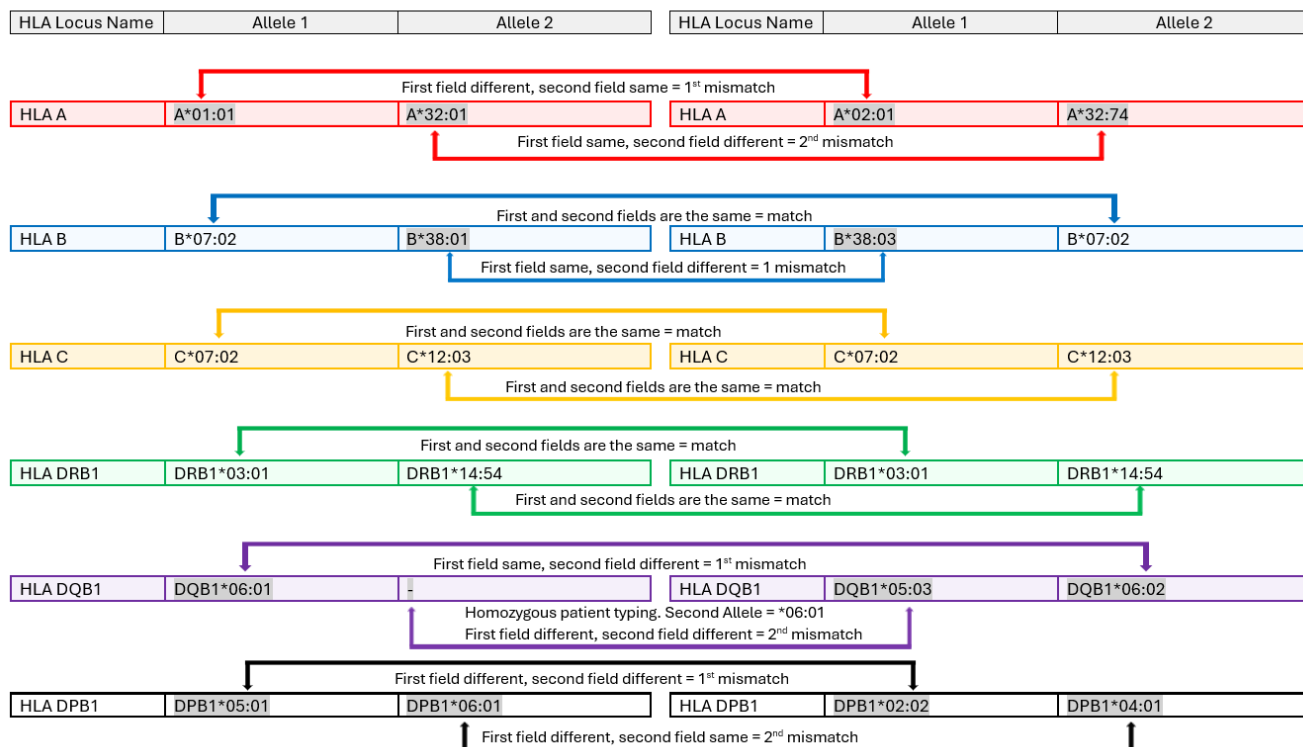 HLA Locus Name Allele 1 Allele 2 HLA Locus Name Allele 1 Allele 2
First field different, second field same = 1st mismatch
HLA A A*01:01 A*32:01 HLA A A*02:01 A*32:74
First field same, second field different = 2nd mismatch
First and second fields are the same = match
HLA B B*07:02 B*38:01 HLA B B*38:03 B*07:02
First field same, second field different = 1 mismatch
First and second fields are the same = match
HLA C C*07:02 C*12:03 HLA C C*07:02 C*12:03
First and second fields are the same = match
First and second fields are the same = match
HLA DRB1 DRB1*03:01 DRB1*14:54 HLA DRB1 DRB1*03:01 DRB1*14:54
First and second fields are the same = match
First field same, second field different = 1st mismatch
HLA DQB1 DQB1*06:01 - HLA DQB1 DQB1*05:03 DQB1*06:02
Homozygous patient typing. Second Allele = *06:01
First field different, second field different = 2nd mismatch
First field different, second field different = 1st mismatch
HLA DPB1 DPB1*05:01 DPB1*06:01 HLA DPB1 DPB1*02:02 DPB1*04:01
First field different, second field same = 2nd mismatch